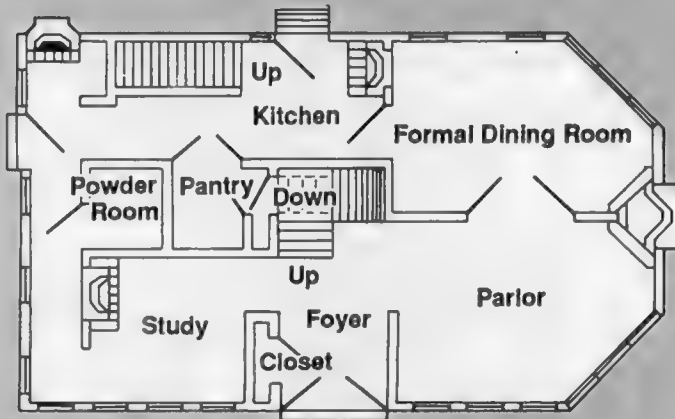 Up
Kitchen
Formal Dining Room
Powder
Room
Pantry
Down
Up
Parlor
Study
Foyer
Closet